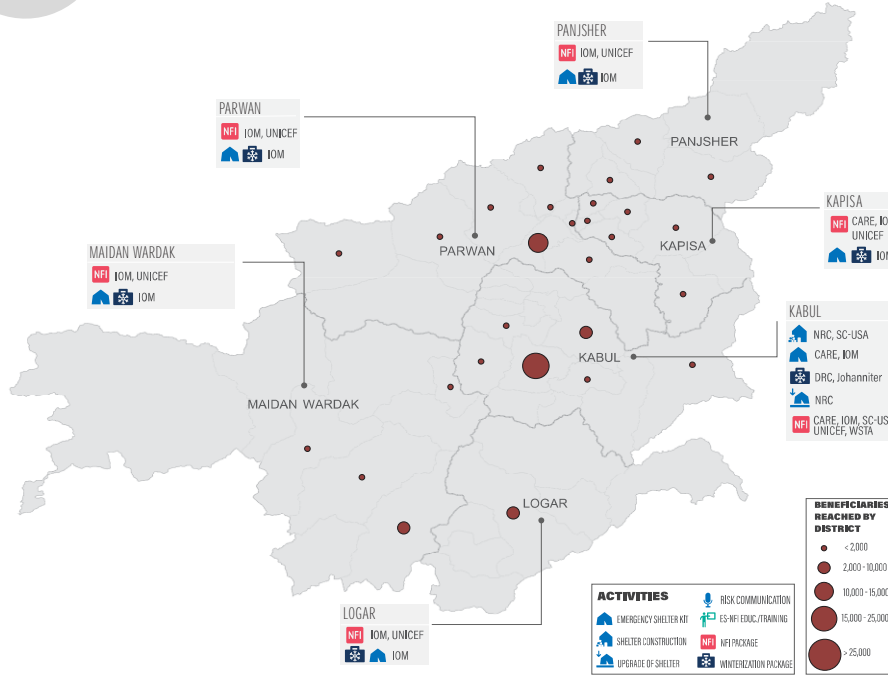 PANJSHER
NFI IOM, UNICEF
IOM
PARWAN
NFI IOM, UNICEF
IOM
PANJSHER
KAPISA
NFI CARE, IO
UNICEF
IOM
PARWAN
KAPISA
MAIDAN WARDAK
NFI IOM, UNICEF
IOM
KABUL
NRC, SC-USA
CARE, IOM
DRC, Johanniter
NRC
NFI CARE, IOM, SC-US
UNICEF, WSTA
KABUL
MAIDAN WARDAK
LOGAR
LOGAR
NFI IOM, UNICEF
IOM
ACTIVITIES
EMERGENCY SHELTER KIT
SHELTER CONSTRUCTION
UPGRADE OF SHELTER
RISK COMMUNICATION
ES-NFI EDUC./TRAINING
NFI NFI PACKAGE
WINTERIZATION PACKAGE
BENEFICIARIES
REACHED BY
DISTRICT
< 2,000
2,000 - 10,000
10,000 - 15,000
15,000 - 25,000
> 25,000